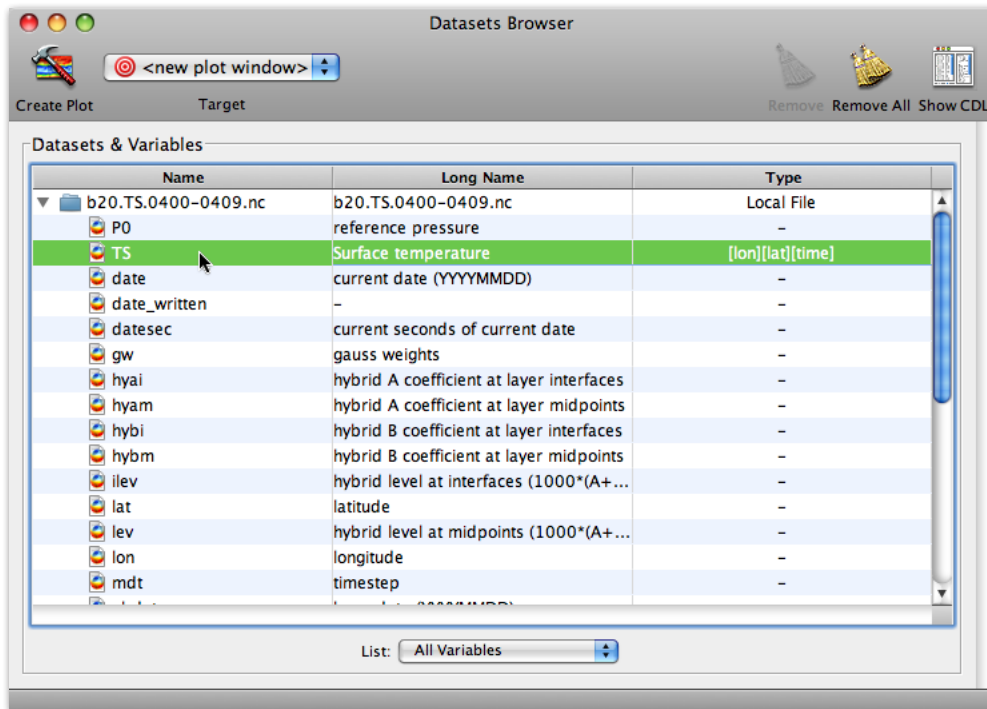 Datasets Browser
<new plot window>
Create Plot Target Remove Remove All Show CDL
Datasets & Variables
Name Long Name Type
b20.TS.0400-0409.nc b20.TS.0400-0409.nc Local File
P0 reference pressure –
TS Surface temperature [lon][lat][time]
date current date (YYYYMMDD) –
date_written – –
datesec current seconds of current date –
gw gauss weights –
hyai hybrid A coefficient at layer interfaces –
hyam hybrid A coefficient at layer midpoints –
hybi hybrid B coefficient at layer interfaces –
hybm hybrid B coefficient at layer midpoints –
ilev hybrid level at interfaces (1000*(A+... –
lat latitude –
lev hybrid level at midpoints (1000*(A+... –
lon longitude –
mdt timestep –
List: All Variables